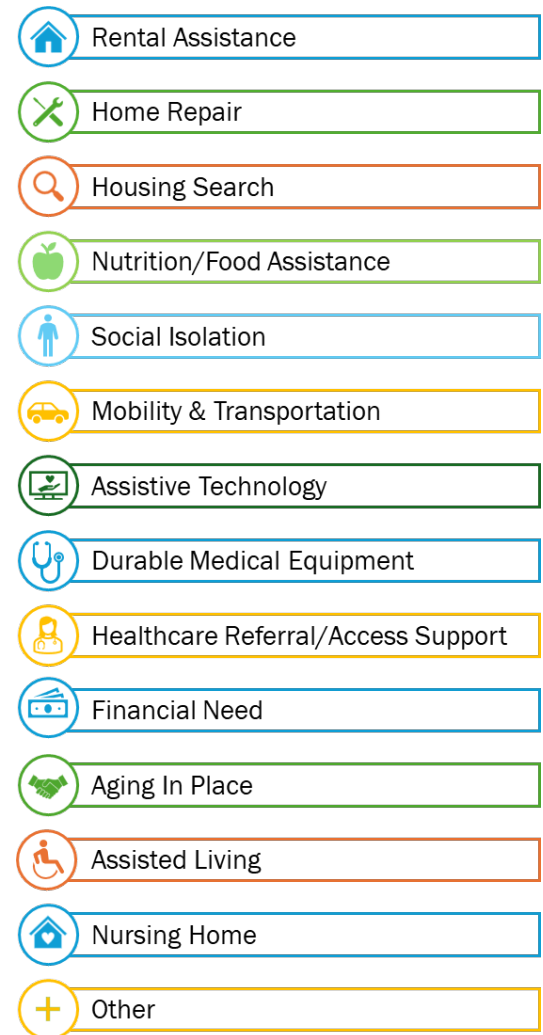 Rental Assistance
Home Repair
Housing Search
Nutrition/Food Assistance
Social Isolation
Mobility & Transportation
Assistive Technology
Durable Medical Equipment
Healthcare Referral/Access Support
Financial Need
Aging In Place
Assisted Living
Nursing Home
Other